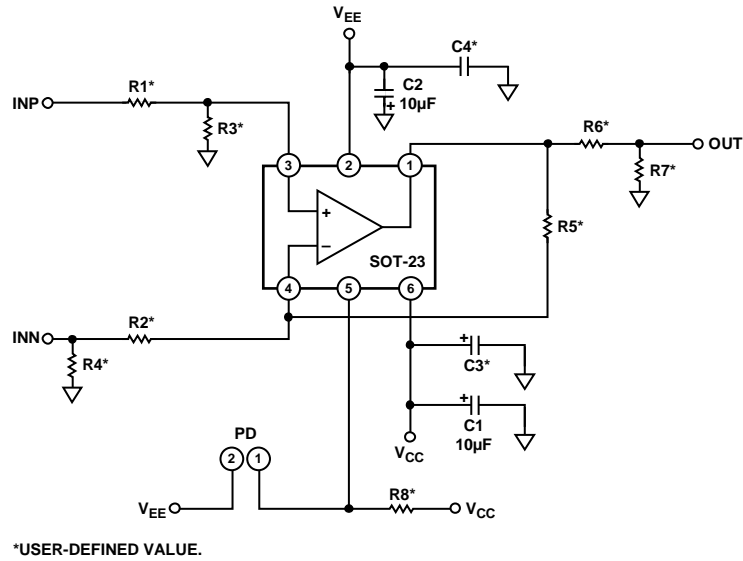 VEE
C4*
C2
10µF
+
R1*
INP
R3*
R6*
OUT
R7*
3
2
1
+
–
SOT-23
R5*
4
5
6
INN
R2*
R4*
+
C3*
+
C1
10µF
VCC
PD
2
1
VEE
R8*
VCC
*USER-DEFINED VALUE.